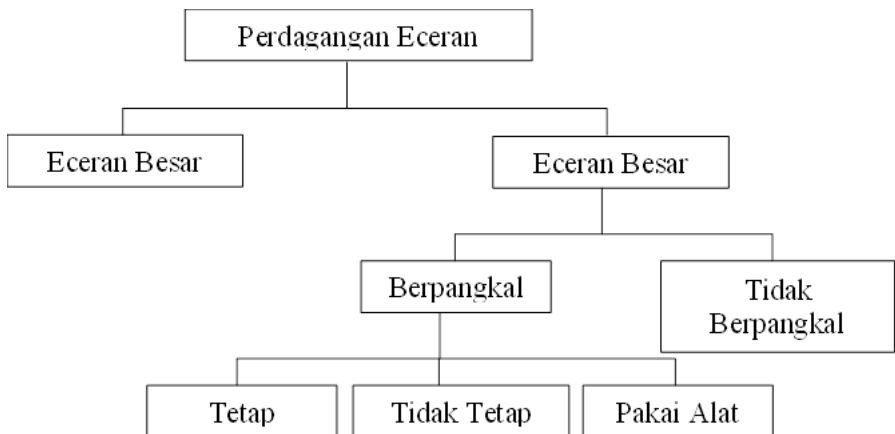 Perdagangan Eceran
Eceran Besar
Eceran Besar
Berpangkal
Tidak
Berpangkal
Tetap
Tidak Tetap
Pakai Alat